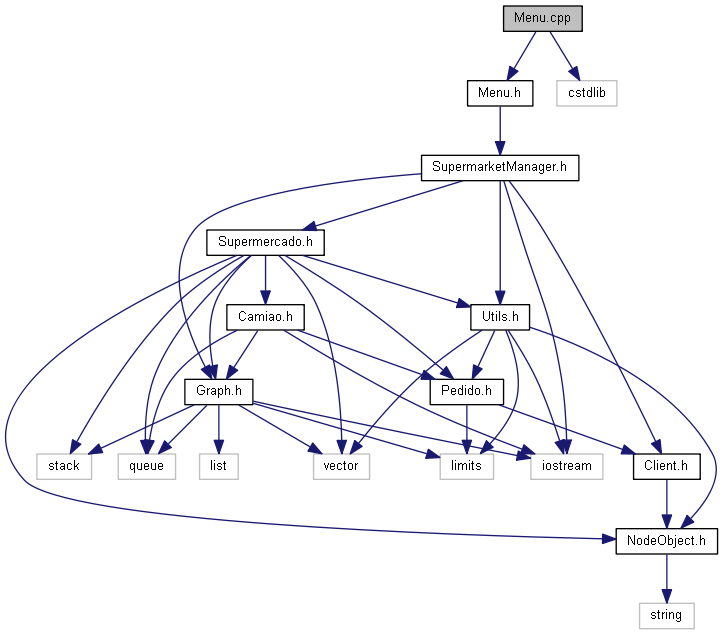 Menu.cpp
Menu.h
cstdlib
SupermarketManager.h
Supermercado.h
Camiao.h
Utils.h
Graph.h
Pedido.h
stack
queue
list
vector
limits
iostream
Client.h
NodeObject.h
string